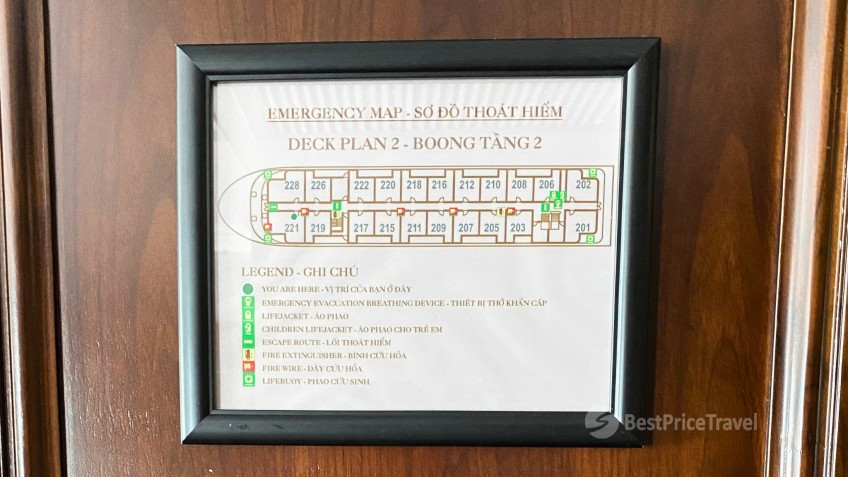 EMERGENCY MAP - SƠ ĐỒ THOÁT HIỂM
DECK PLAN 2 - BOONG TẦNG 2
228 226 222 220 218 216 212 210 208 206 202
221 219 217 215 211 209 207 205 203 201
LEGEND - GHI CHÚ
YOU ARE HERE - VỊ TRÍ CỦA BẠN Ở ĐÂY
EMERGENCY EVACUATION BREATHING DEVICE - THIẾT BỊ THỞ KHẨN CẤP
LIFEJACKET - ÁO PHAO
CHILDREN LIFEJACKET - ÁO PHAO CHO TRẺ EM
ESCAPE ROUTE - LỐI THOÁT HIỂM
FIRE EXTINGUISHER - BÌNH CỨU HỎA
FIRE WIRE - DÂY CỨU HỎA
LIFEBUOY - PHAO CỨU SINH
BestPriceTravel